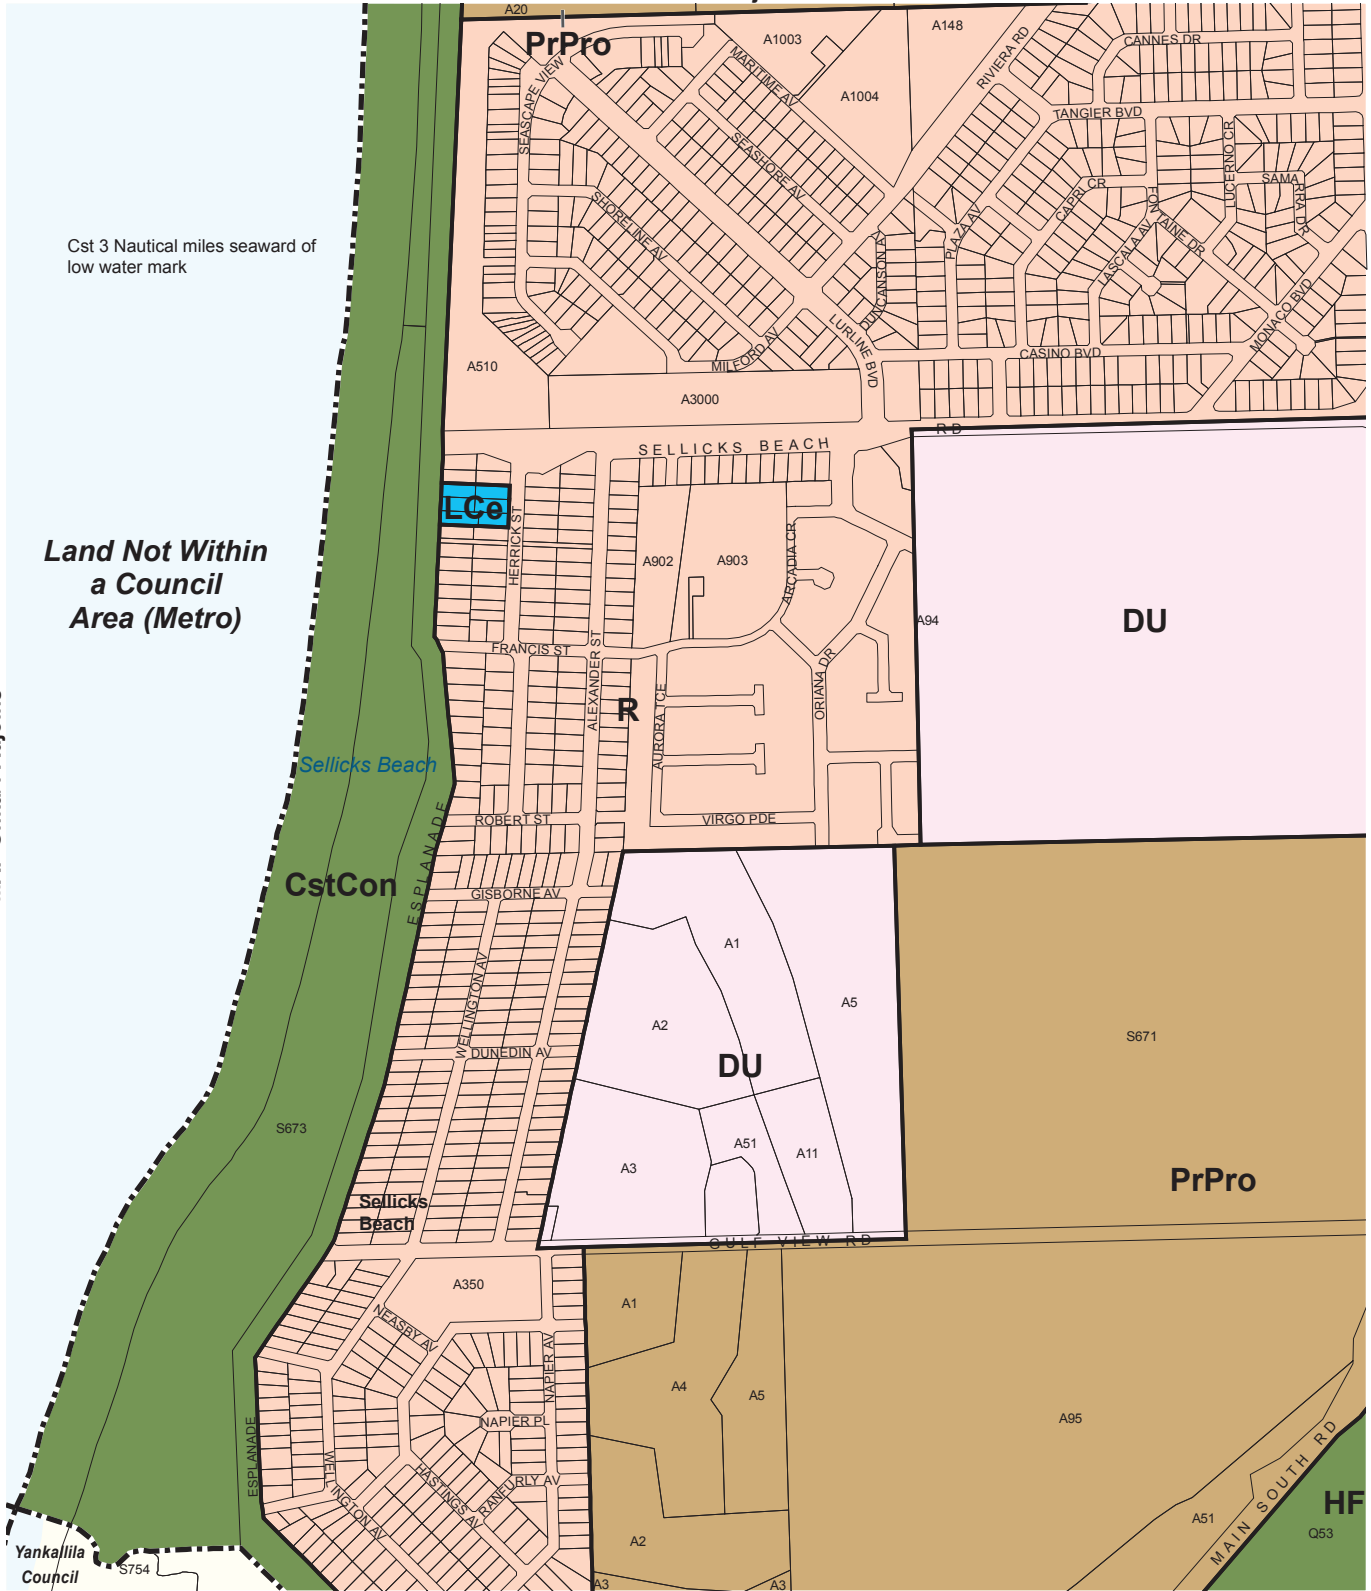 A20
PrPro
A1003
A148
CANNES DR
RIVIERA RD
MARITIME AV
A1004
SEASCAPE VIEW
TANGIER BVD
SEASHORE AV
LUCERNO CR
SAMA
RRA DR
CAPRI CR
FONTAINE DR
SHORELINE AV
PLAZA AV
LASCALA AV
Cst 3 Nautical miles seaward of
low water mark
DUNCANSON A
MONACO BVD
LURLINE BVD
MILFORD AV
CASINO BVD
A510
A3000
RD
SELLICKS BEACH
LCe
HERRICK ST
Land Not Within
a Council
Area (Metro)
A902
A903
ARCADIA CR
A94
DU
FRANCIS ST
ALEXANDER ST
R
AURORA TCE
ORIANA DR
Sellicks Beach
ESPLANADE
ROBERT ST
VIRGO PDE
CstCon
GISBORNE AV
A1
WELLINGTON AV
A5
A2
S671
DUNEDIN AV
DU
S673
A51
A11
A3
PrPro
Sellicks
Beach
GULF VIEW RD
A350
A1
NEASBY AV
NAPIER AV
A4
A5
A95
NAPIER PL
ESPLANADE
WELLINGTON AV
HASTINGS AV
RANFURLY AV
MAIN SOUTH RD
HF
A51
Q53
A2
Yankallila
Council
S754
A3
A3